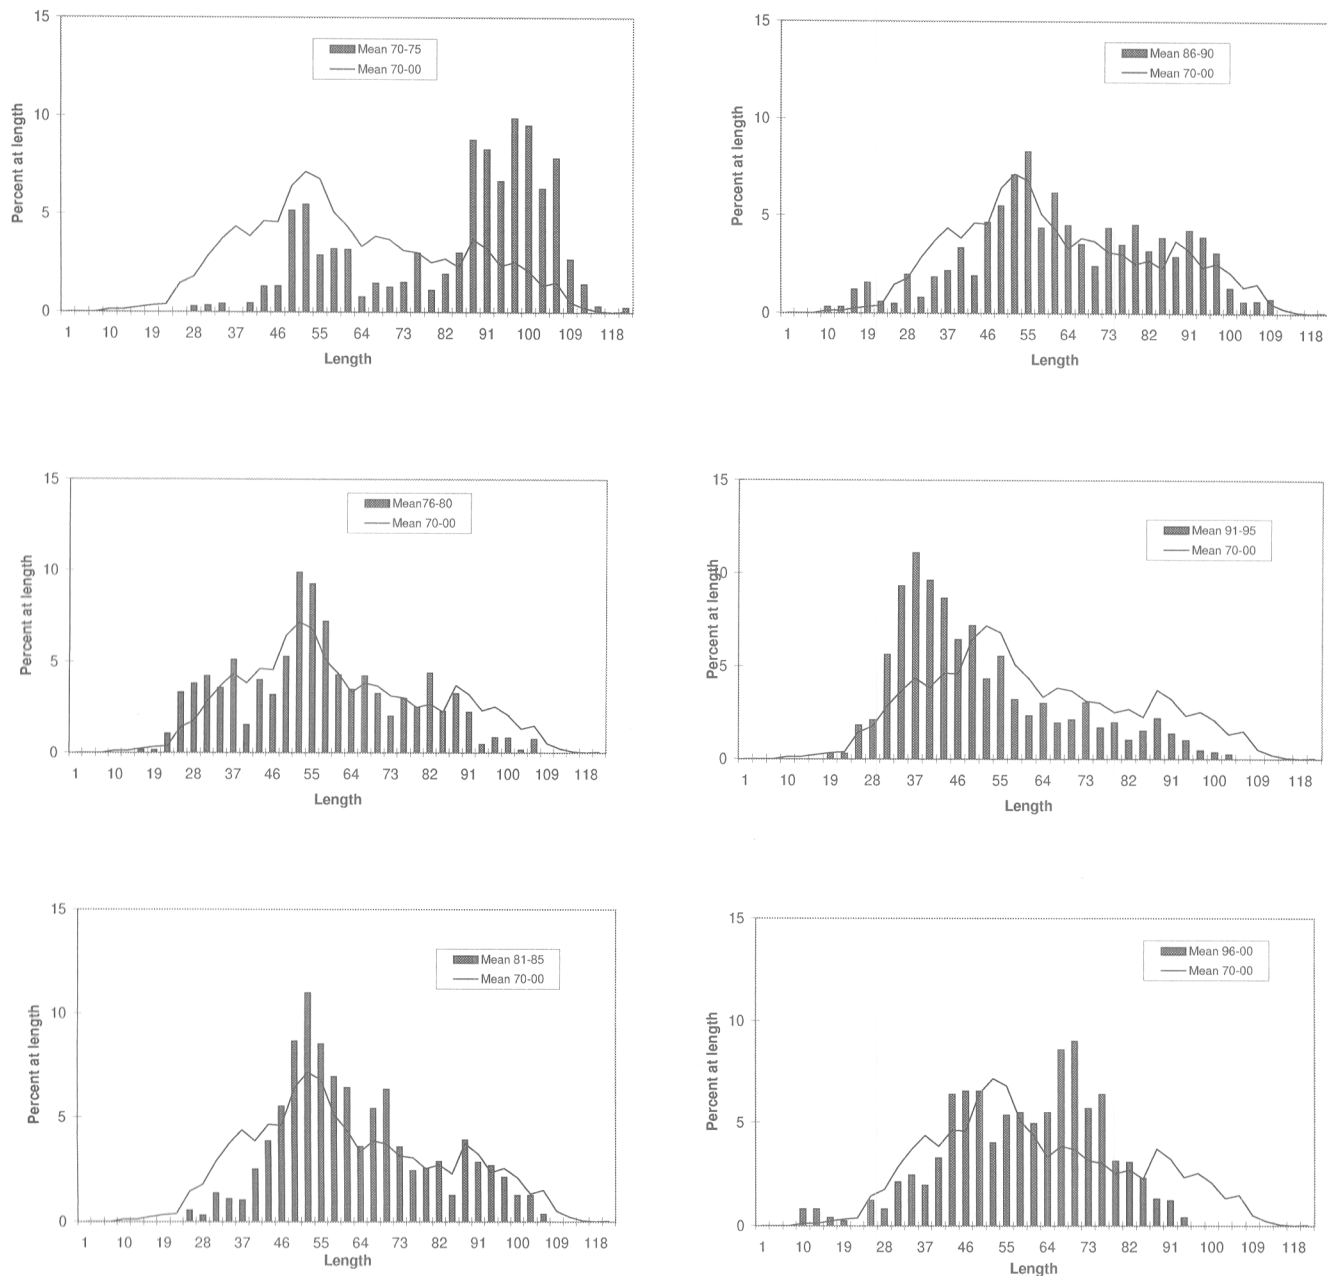 15
10
5
0
Percent at length
Mean 70-75
Mean 70-00
1 10 19 28 37 46 55 64 73 82 91 100 109 118
Length
15
10
5
0
Percent at length
Mean 86-90
Mean 70-00
1 10 19 28 37 46 55 64 73 82 91 100 109 118
Length
15
10
5
0
Percent at length
Mean76-80
Mean 70-00
1 10 19 28 37 46 55 64 73 82 91 100 109 118
Length
15
10
5
0
Percent at length
Mean 91-95
Mean 70-00
1 10 19 28 37 46 55 64 73 82 91 100 109 118
Length
15
10
5
0
Percent at length
Mean 81-85
Mean 70-00
1 10 19 28 37 46 55 64 73 82 91 100 109 118
Length
15
10
5
0
Percent at length
Mean 96-00
Mean 70-00
1 10 19 28 37 46 55 64 73 82 91 100 109 118
Length